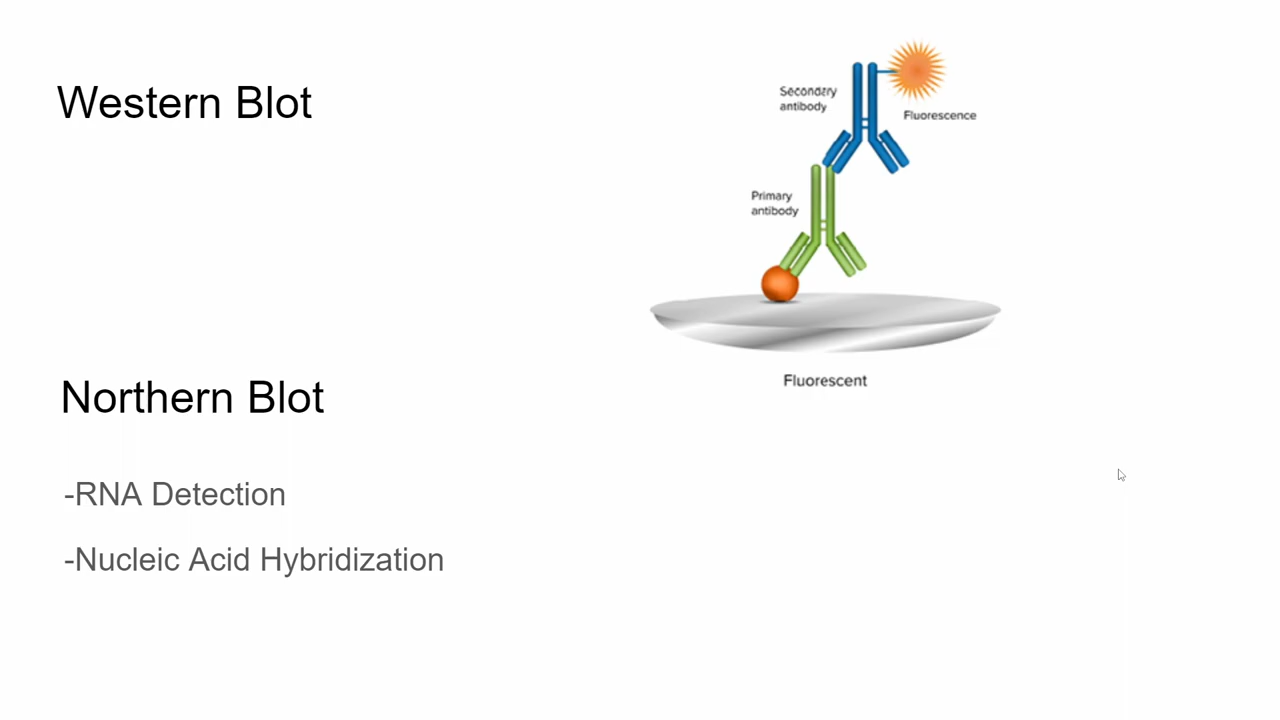 Western Blot
Secondary
antibody
Fluorescence
Primary
antibody
Fluorescent
Northern Blot
-RNA Detection
-Nucleic Acid Hybridization